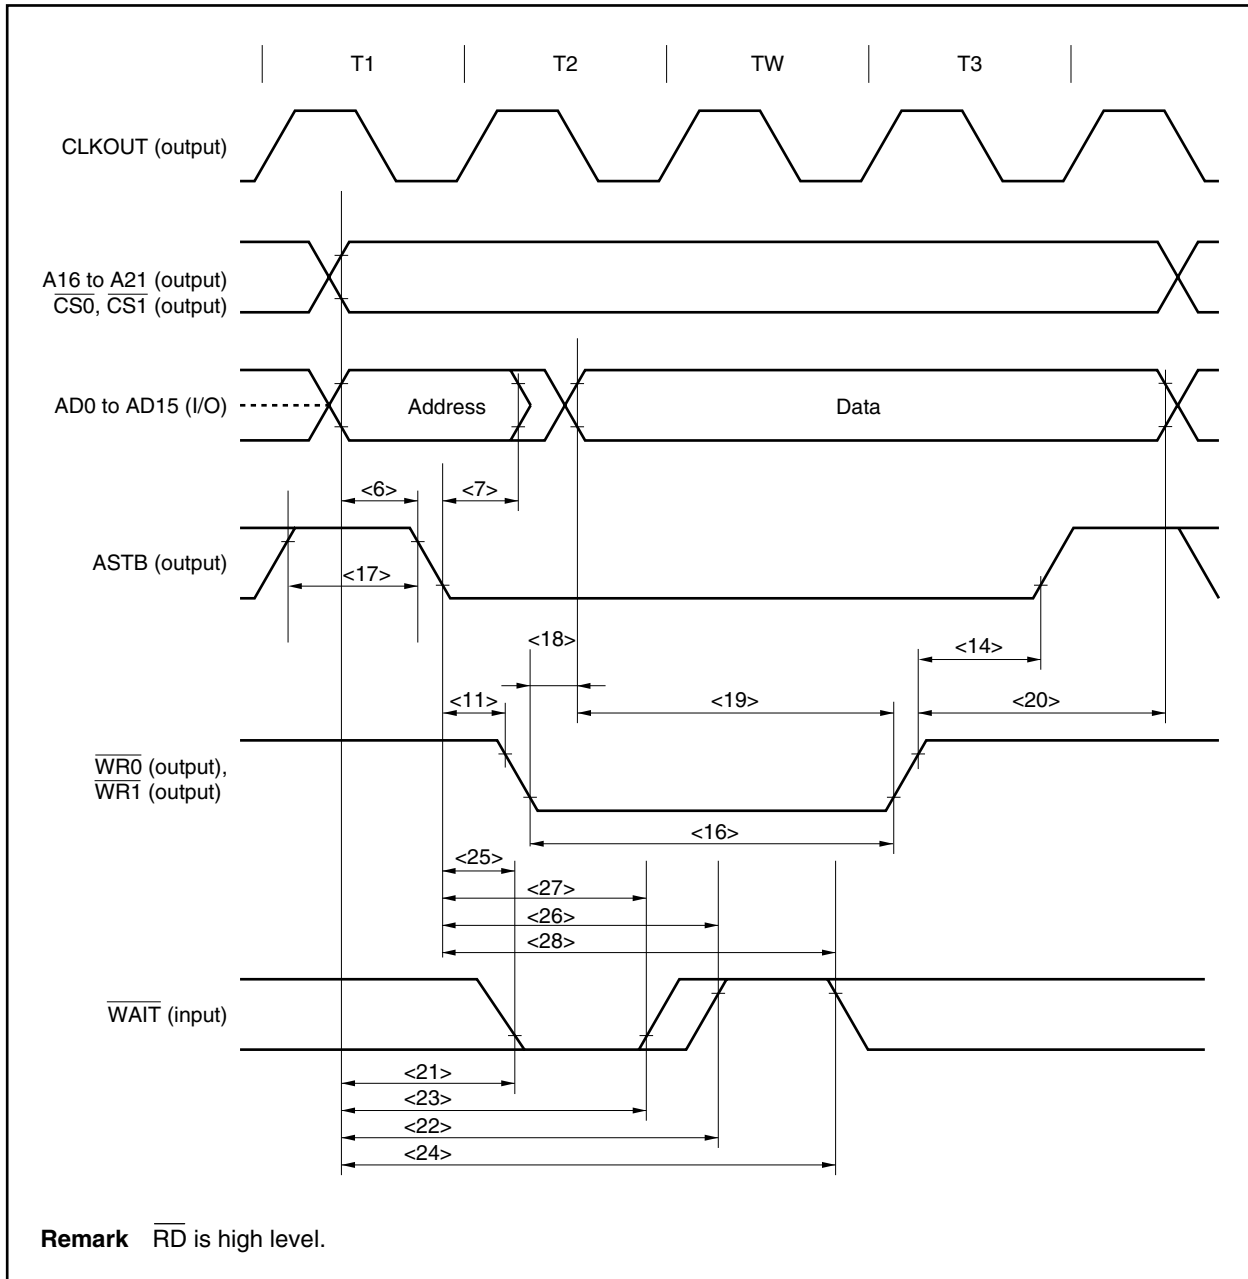 T1 T2 TW T3
CLKOUT (output)
A16 to A21 (output)
CS0, CS1 (output)
AD0 to AD15 (I/O)
Address
Data
<6>
<7>
ASTB (output)
<17>
<18>
<14>
<11>
<19>
<20>
WR0 (output),
WR1 (output)
<16>
<25>
<27>
<26>
<28>
WAIT (input)
<21>
<23>
<22>
<24>
Remark RD is high level.